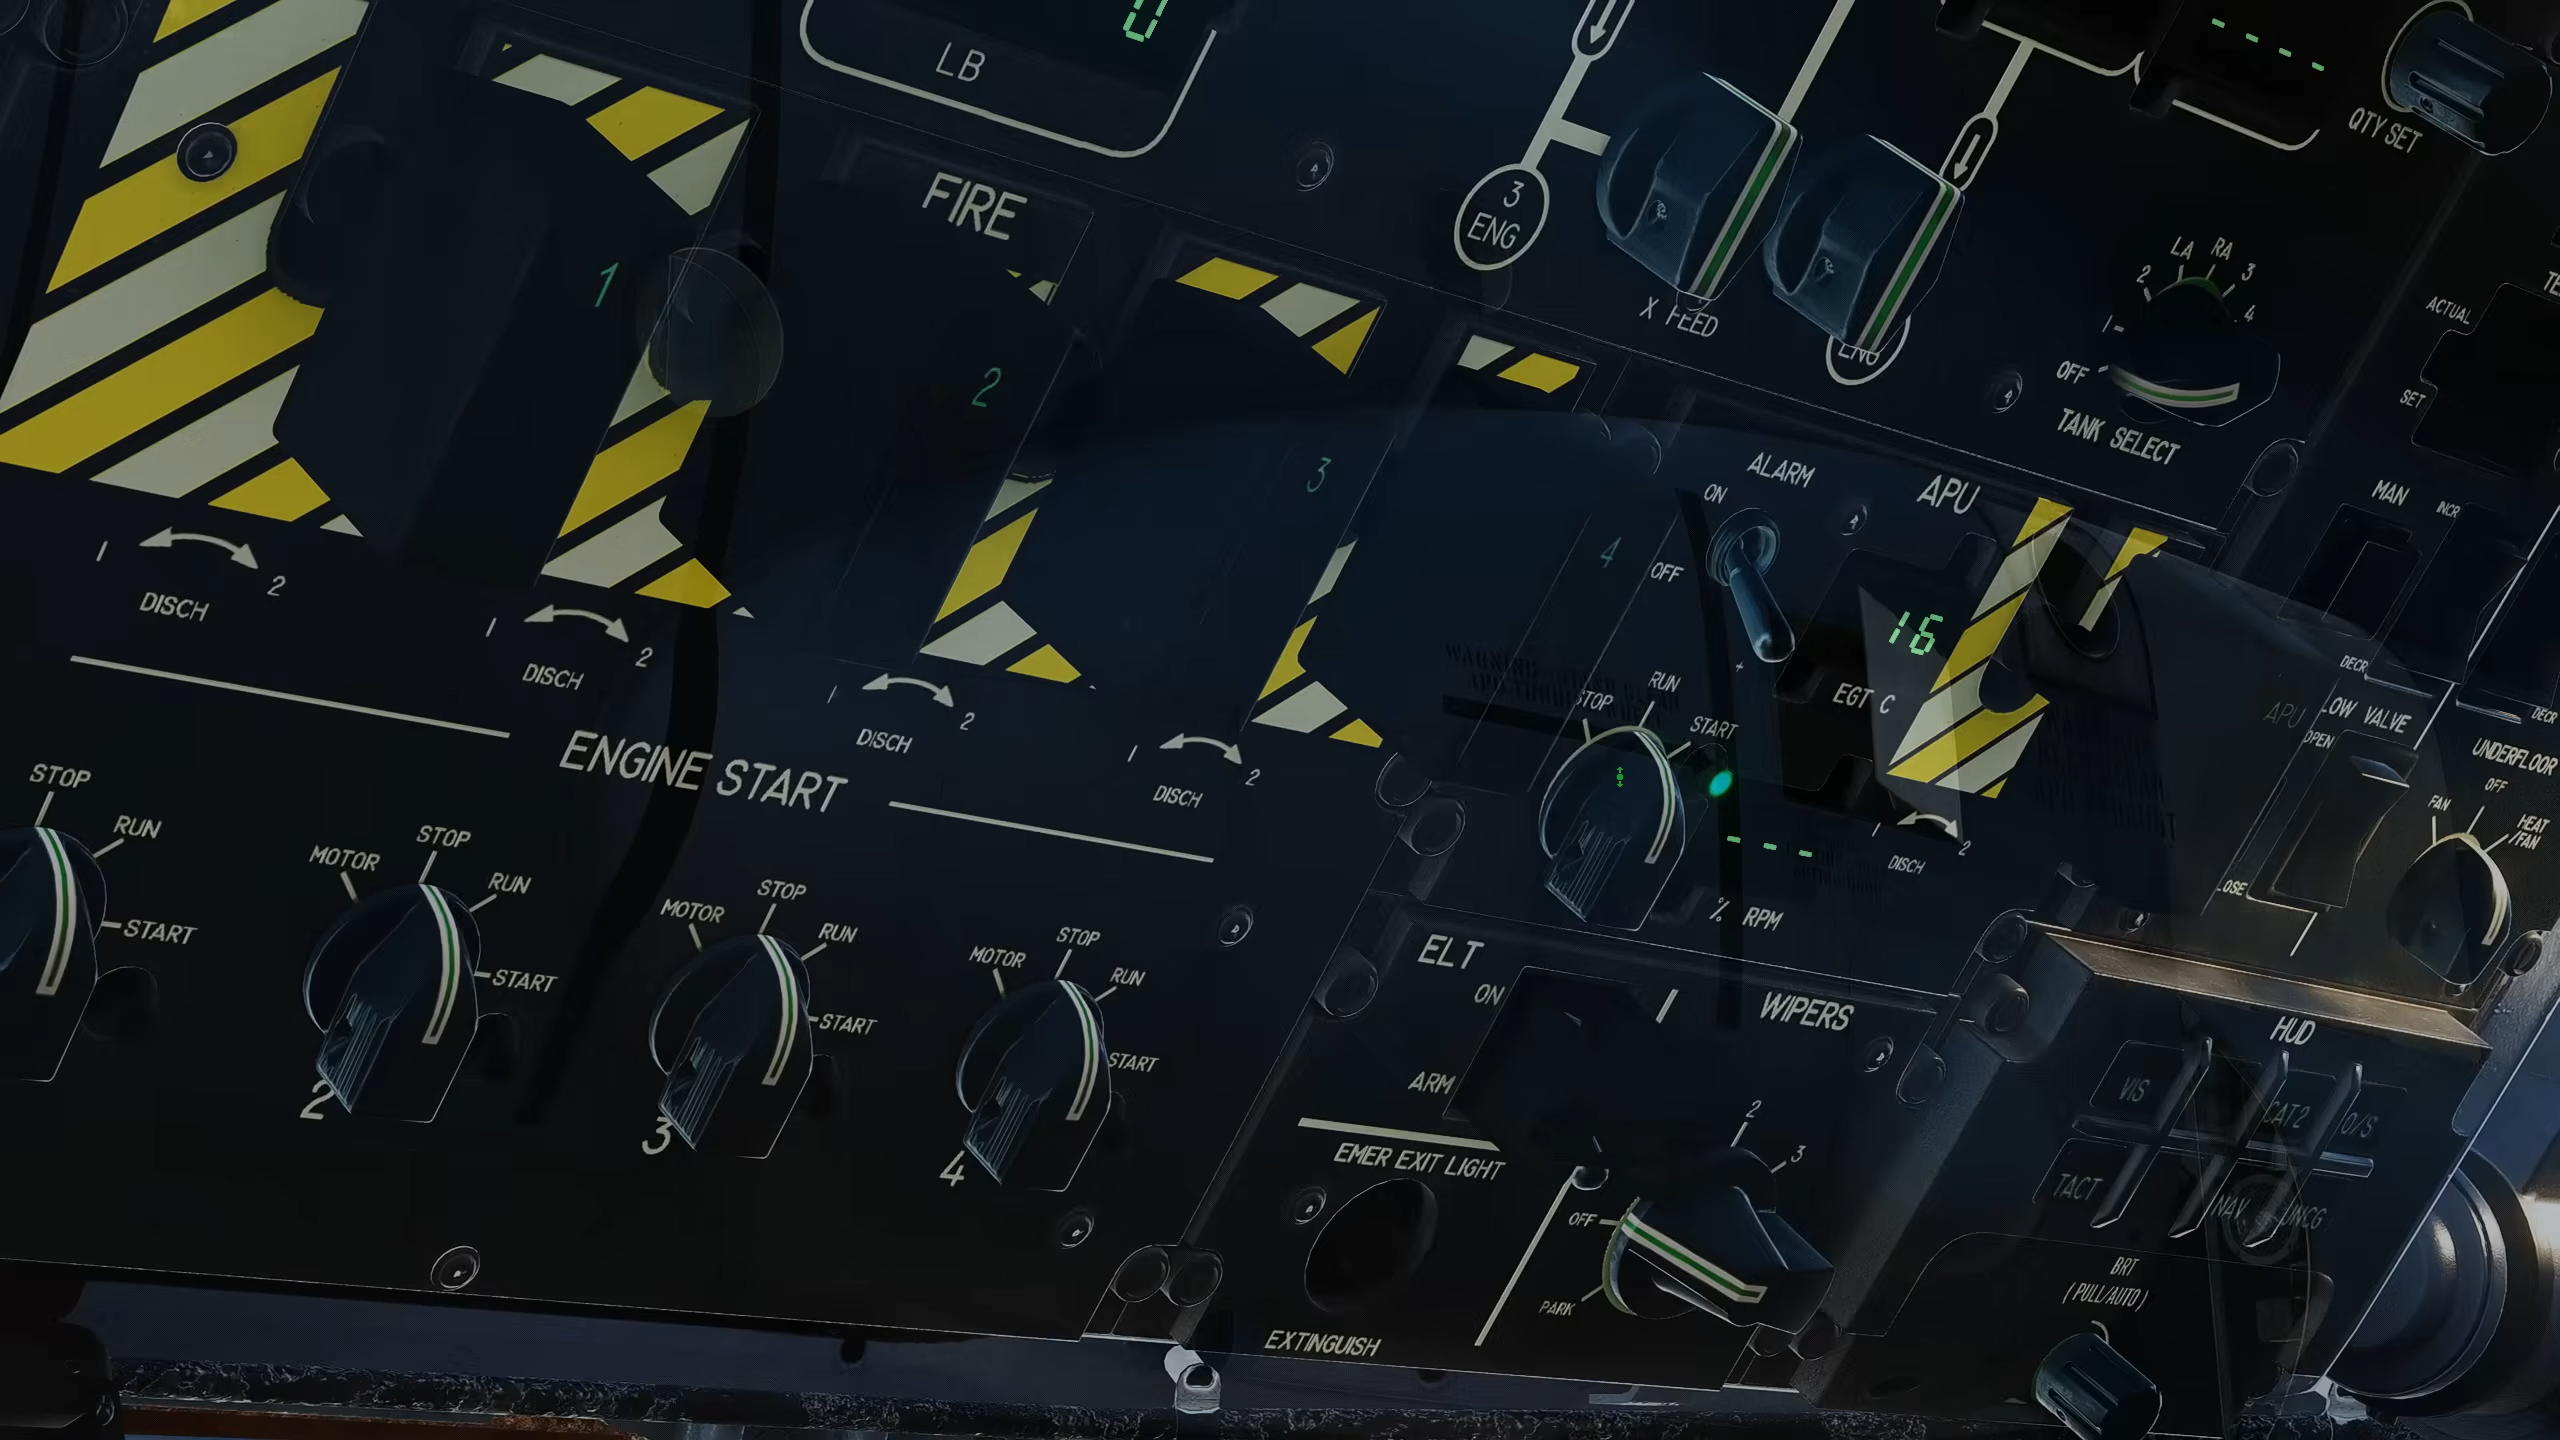 0
LB
QTY SET
3
ENG
X FEED
ENG
LA RA
2 3
1 4
OFF
TANK SELECT
ACTUAL
SET
MAN
INCR
DECR
DECR
FIRE
1
2
3
4
1 2
DISCH
1 2
DISCH
1 2
DISCH
1 2
DISCH
ALARM
ON
OFF
APU
16
EGT C
STOP
RUN
START
- - -
% RPM
1 2
DISCH
APU
OPEN
UNDERFLOOR
OFF
FAN
HEAT
/FAN
ENGINE START
STOP
RUN
START
MOTOR
STOP
RUN
START
2
MOTOR
STOP
RUN
START
3
MOTOR
STOP
RUN
START
4
ELT
ON
ARM
EMER EXIT LIGHT
EXTINGUISH
WIPERS
2
3
OFF
PARK
HUD
VIS
CAT2
O/S
TACT
NAV
UNCG
BRT
(PULL/AUTO)